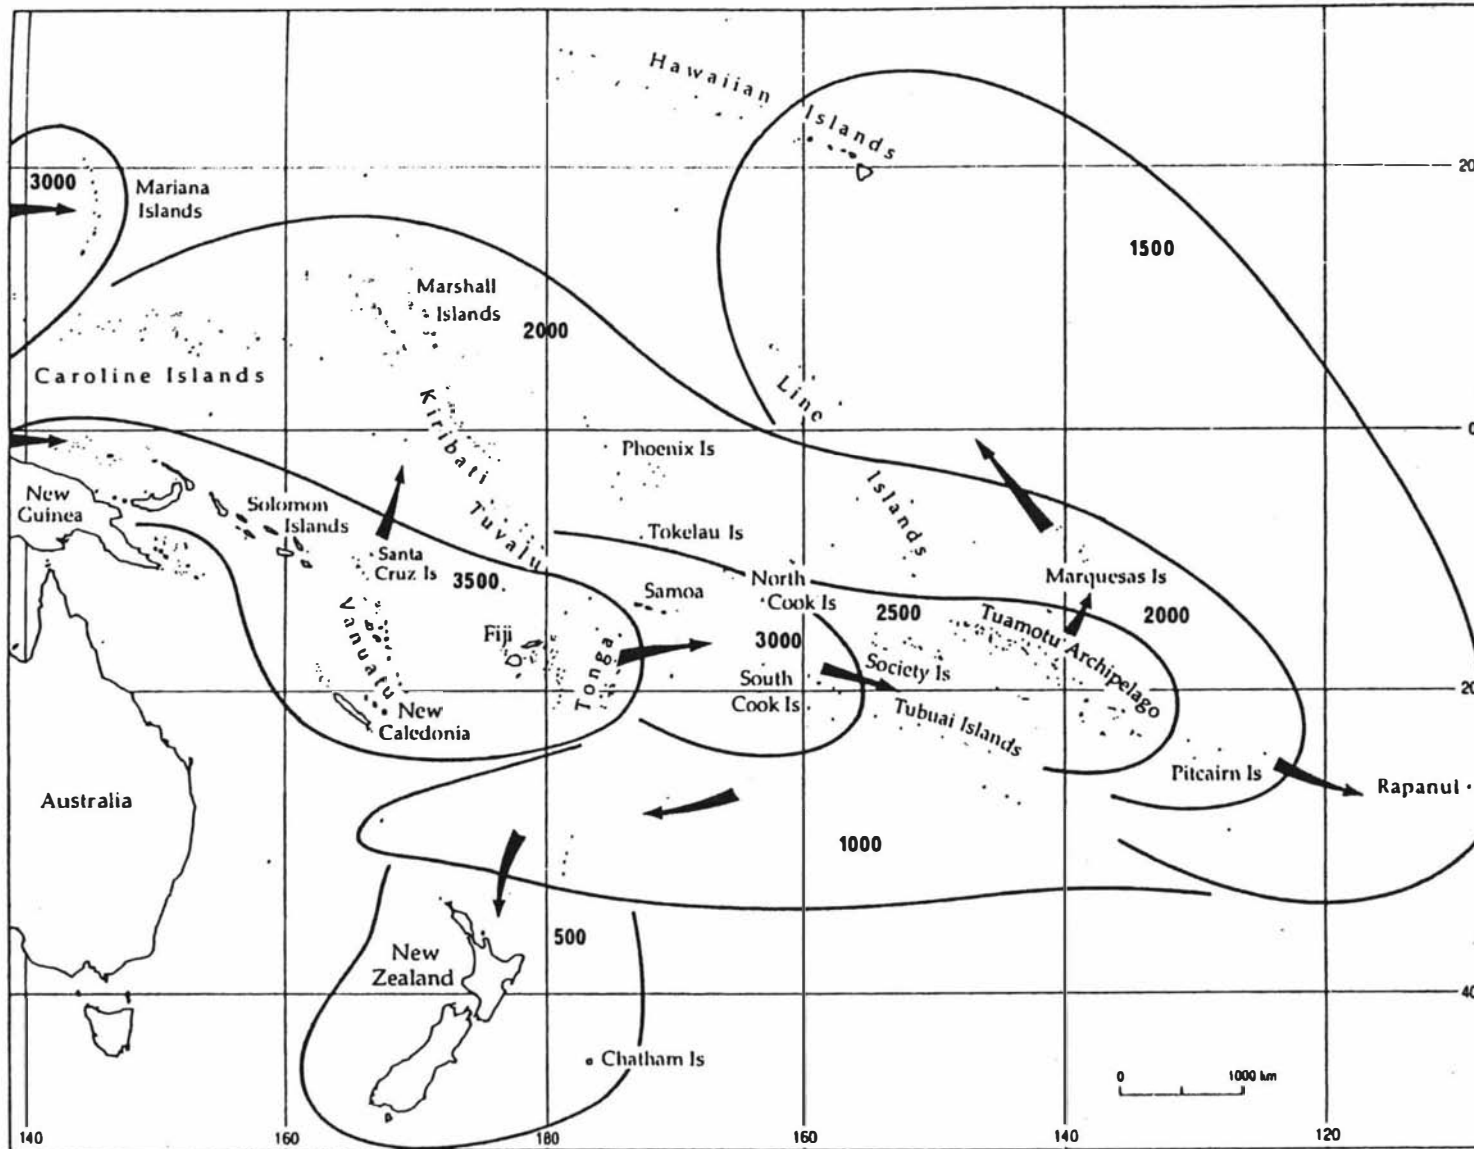 Hawaiian
Islands
20
3000
Mariana
Islands
1500
Marshall
Islands
2000
Caroline Islands
Line
Islands
0
Kiribati
Phoenix Is
New
Guinea
Solomon
Islands
Tuvalu
Tokelau Is
Santa
Cruz Is
3500
Samoa
North
Cook Is
2500
Marquesas Is
2000
Vanuatu
Fiji
Tonga
3000
Tuamotu Archipelago
Society Is
South
Cook Is
20
Tubuai Islands
New
Caledonia
Pitcairn Is
Rapanui
Australia
1000
500
New
Zealand
40
Chatham Is
0 1000 km
140 160 180 160 140 120